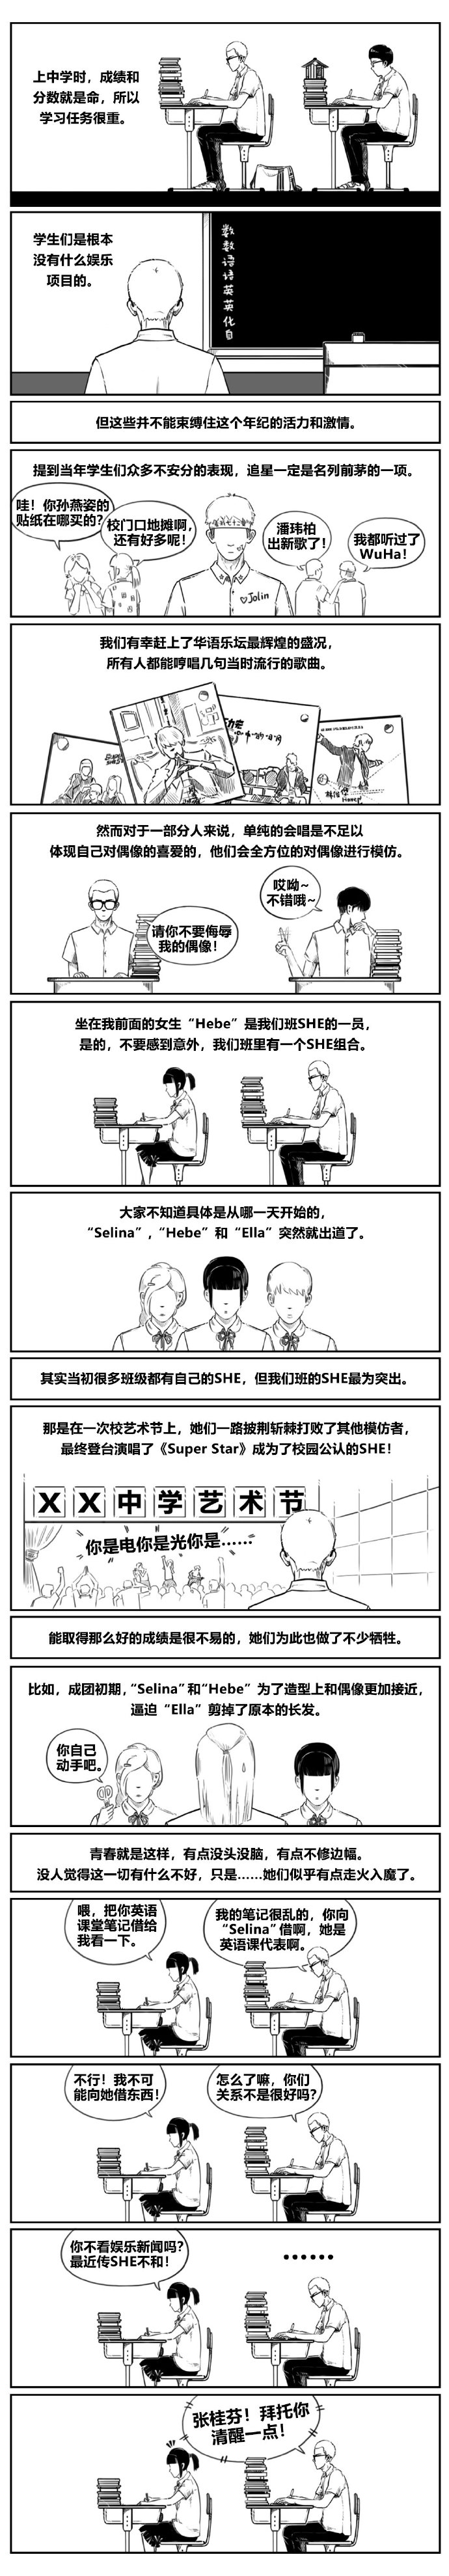 上中学时，成绩和
分数就是命，所以
学习任务很重。
学生们是根本
没有什么娱乐
项目的。
数
数
语
语
英
英
化
自
但这些并不能束缚住这个年纪的活力和激情。
提到当年学生们众多不安分的表现，追星一定是名列前茅的一项。
哇！你孙燕姿的
贴纸在哪买的？
校门口地摊啊，
还有好多呢！
♡Jolin
潘玮柏
出新歌了！
我都听过了
WuHa！
我们有幸赶上了华语乐坛最辉煌的盛况，
所有人都能哼唱几句当时流行的歌曲。
然而对于一部分人来说，单纯的会唱是不足以
体现自己对偶像的喜爱的，他们会全方位的对偶像进行模仿。
请你不要侮辱
我的偶像！
哎呦~
不错哦~
坐在我前面的女生“Hebe”是我们班SHE的一员，
是的，不要感到意外，我们班里有一个SHE组合。
大家不知道具体是从哪一天开始的，
“Selina”，“Hebe”和“Ella”突然就出道了。
其实当初很多班级都有自己的SHE，但我们班的SHE最为突出。
那是在一次校艺术节上，她们一路披荆斩棘打败了其他模仿者，
最终登台演唱了《Super Star》成为了校园公认的SHE！
XX中学艺术节
你是电你是光你是……
能取得那么好的成绩是很不易的，她们为此也做了不少牺牲。
比如，成团初期，“Selina”和“Hebe”为了造型上和偶像更加接近，
逼迫“Ella”剪掉了原本的长发。
你自己
动手吧。
青春就是这样，有点没头没脑，有点不修边幅。
没人觉得这一切有什么不好，只是……她们似乎有点走火入魔了。
喂，把你英语
课堂笔记借给
我看一下。
我的笔记很乱的，你向
“Selina”借啊，她是
英语课代表啊。
不行！我不可
能向她借东西！
怎么了嘛，你们
关系不是很好吗？
你不看娱乐新闻吗？
最近传SHE不和！
……
张桂芬！拜托你
清醒一点！